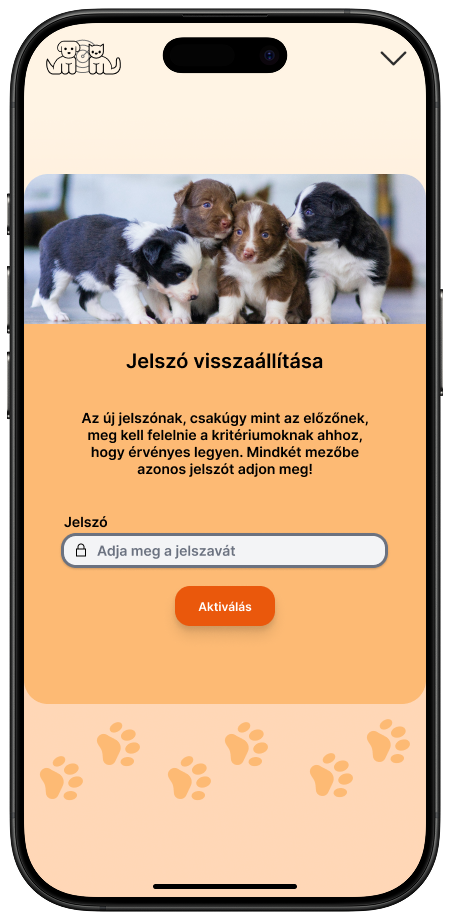 Jelszó visszaállítása
Az új jelszónak, csakúgy mint az előzőnek,
meg kell felelnie a kritériumoknak ahhoz,
hogy érvényes legyen. Mindkét mezőbe
azonos jelszót adjon meg!
Jelszó
Adja meg a jelszavát
Aktiválás